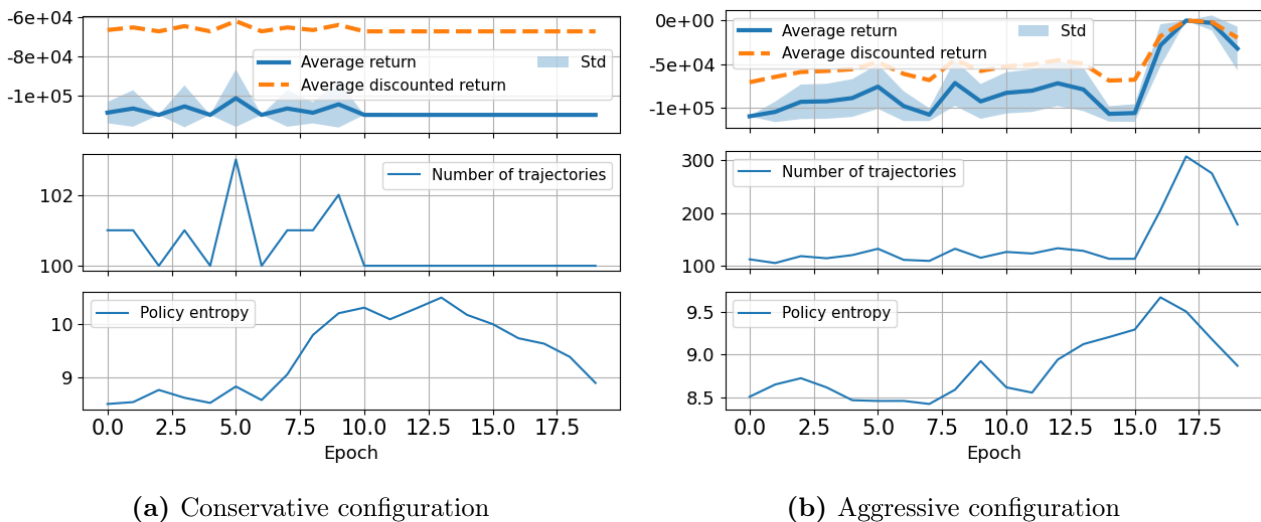 -6e+04
-8e+04
-1e+05
Average return
Average discounted return
Std
102
100
Number of trajectories
10
9
Policy entropy
0.0 2.5 5.0 7.5 10.0 12.5 15.0 17.5
Epoch
(a) Conservative configuration
0e+00
-5e+04
-1e+05
Average return
Average discounted return
Std
300
200
100
Number of trajectories
9.5
9.0
8.5
Policy entropy
0.0 2.5 5.0 7.5 10.0 12.5 15.0 17.5
Epoch
(b) Aggressive configuration